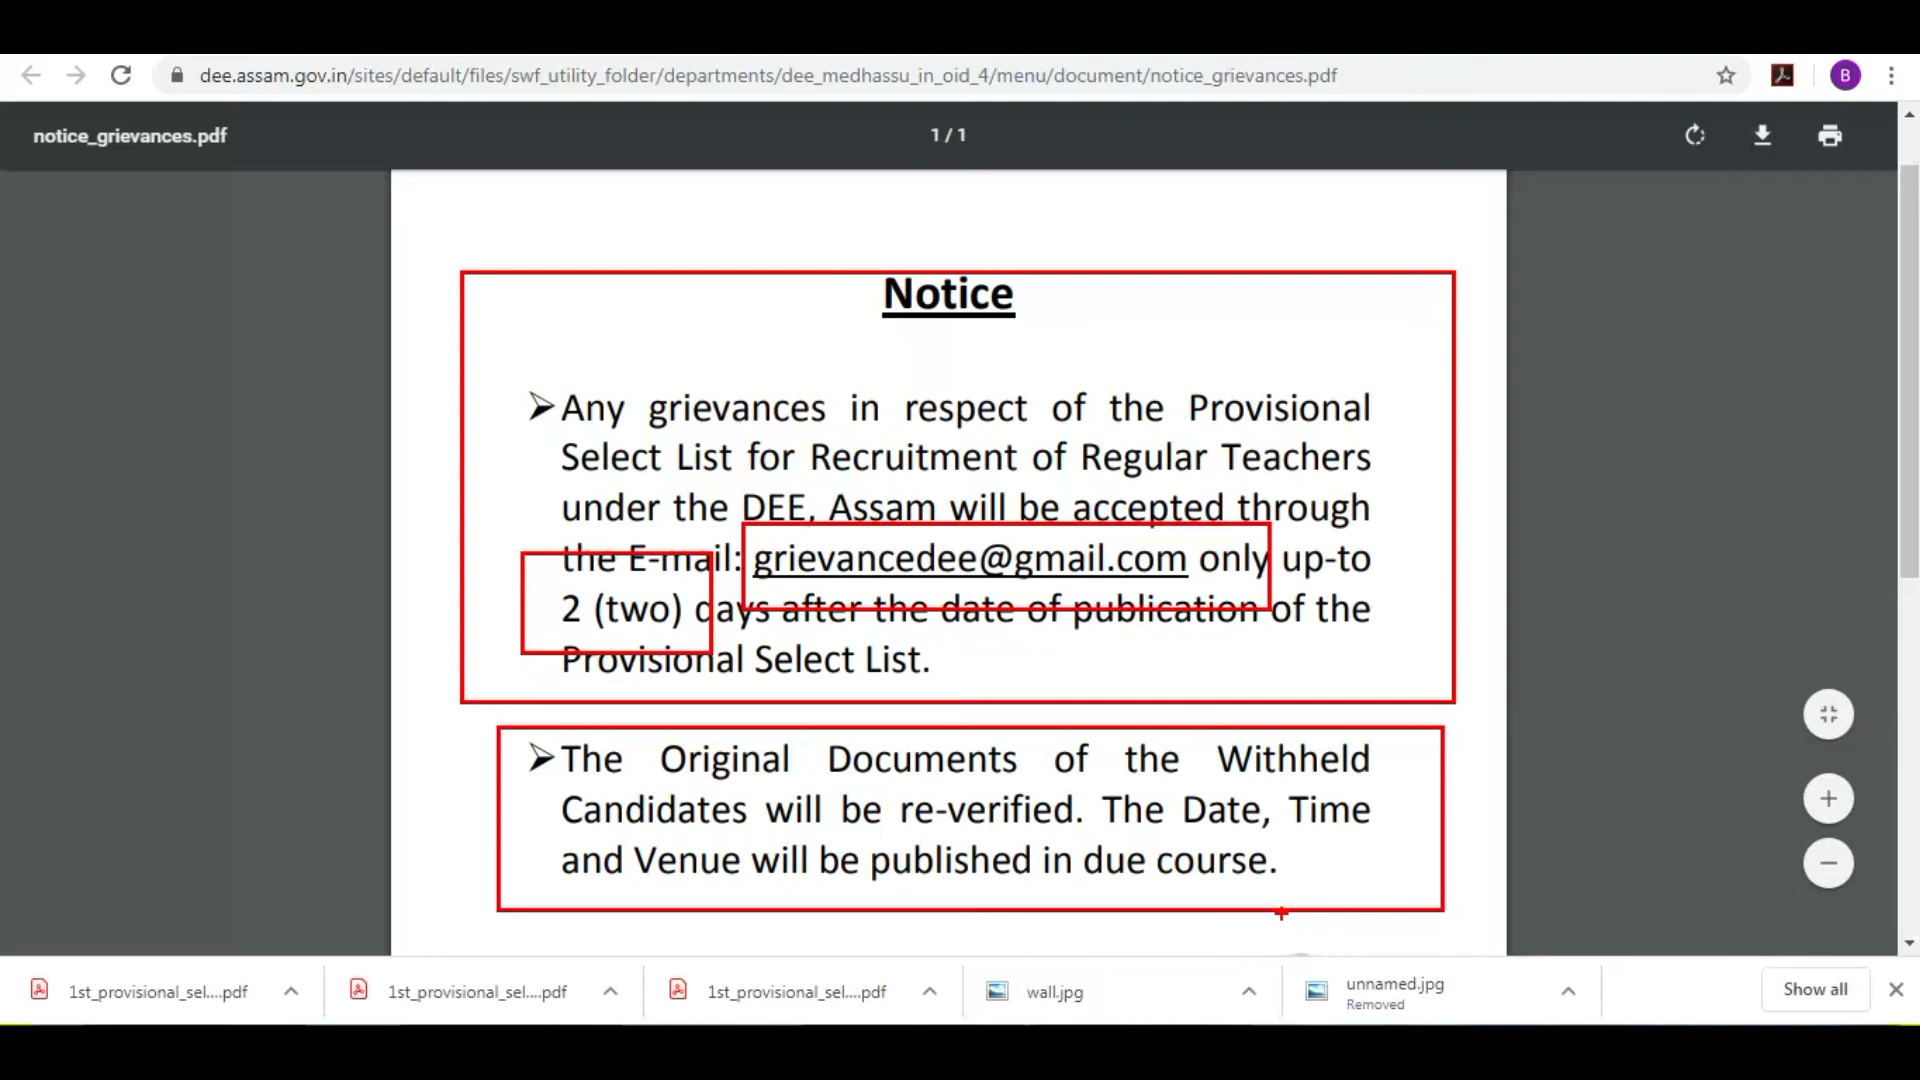 dee.assam.gov.in/sites/default/files/swf_utility_folder/departments/dee_medhassu_in_oid_4/menu/document/notice_grievances.pdf
B
notice_grievances.pdf
1 / 1
Notice
Any grievances in respect of the Provisional
Select List for Recruitment of Regular Teachers
under the DEE, Assam will be accepted through
the E-mail: grievancedee@gmail.com only up-to
2 (two) days after the date of publication of the
Provisional Select List.
The Original Documents of the Withheld
Candidates will be re-verified. The Date, Time
and Venue will be published in due course.
1st_provisional_sel....pdf
1st_provisional_sel....pdf
1st_provisional_sel....pdf
wall.jpg
unnamed.jpg
Removed
Show all